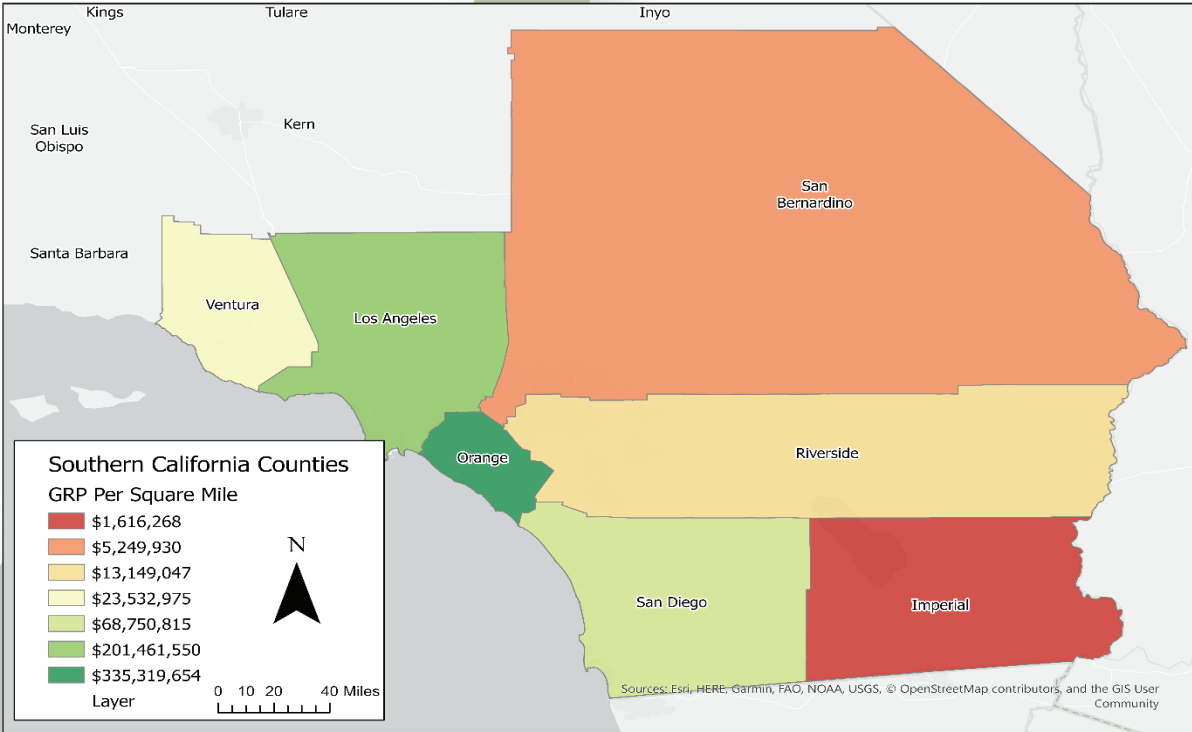 Kings
Tulare
Inyo
Monterey
San Luis
Obispo
Kern
San
Bernardino
Santa Barbara
Ventura
Los Angeles
Orange
Riverside
San Diego
Imperial
Southern California Counties
GRP Per Square Mile
$1,616,268
$5,249,930
$13,149,047
$23,532,975
$68,750,815
$201,461,550
$335,319,654
Layer
N
0 10 20 40 Miles
Sources: Esri, HERE, Garmin, FAO, NOAA, USGS, © OpenStreetMap contributors, and the GIS User
Community